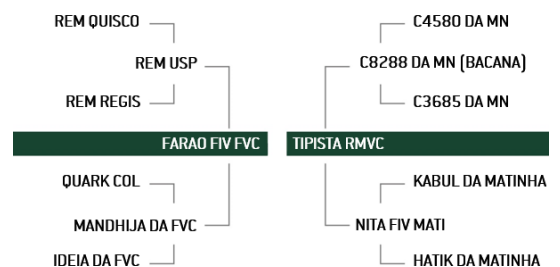 REM QUISCO
C4580 DA MN
REM USP
C8288 DA MN (BACANA)
REM REGIS
C3685 DA MN
FARAO FIV FVC
TIPISTA RMVC
QUARK COL
KABUL DA MATINHA
MANDHIJA DA FVC
NITA FIV MATI
IDEIA DA FVC
HATIK DA MATINHA